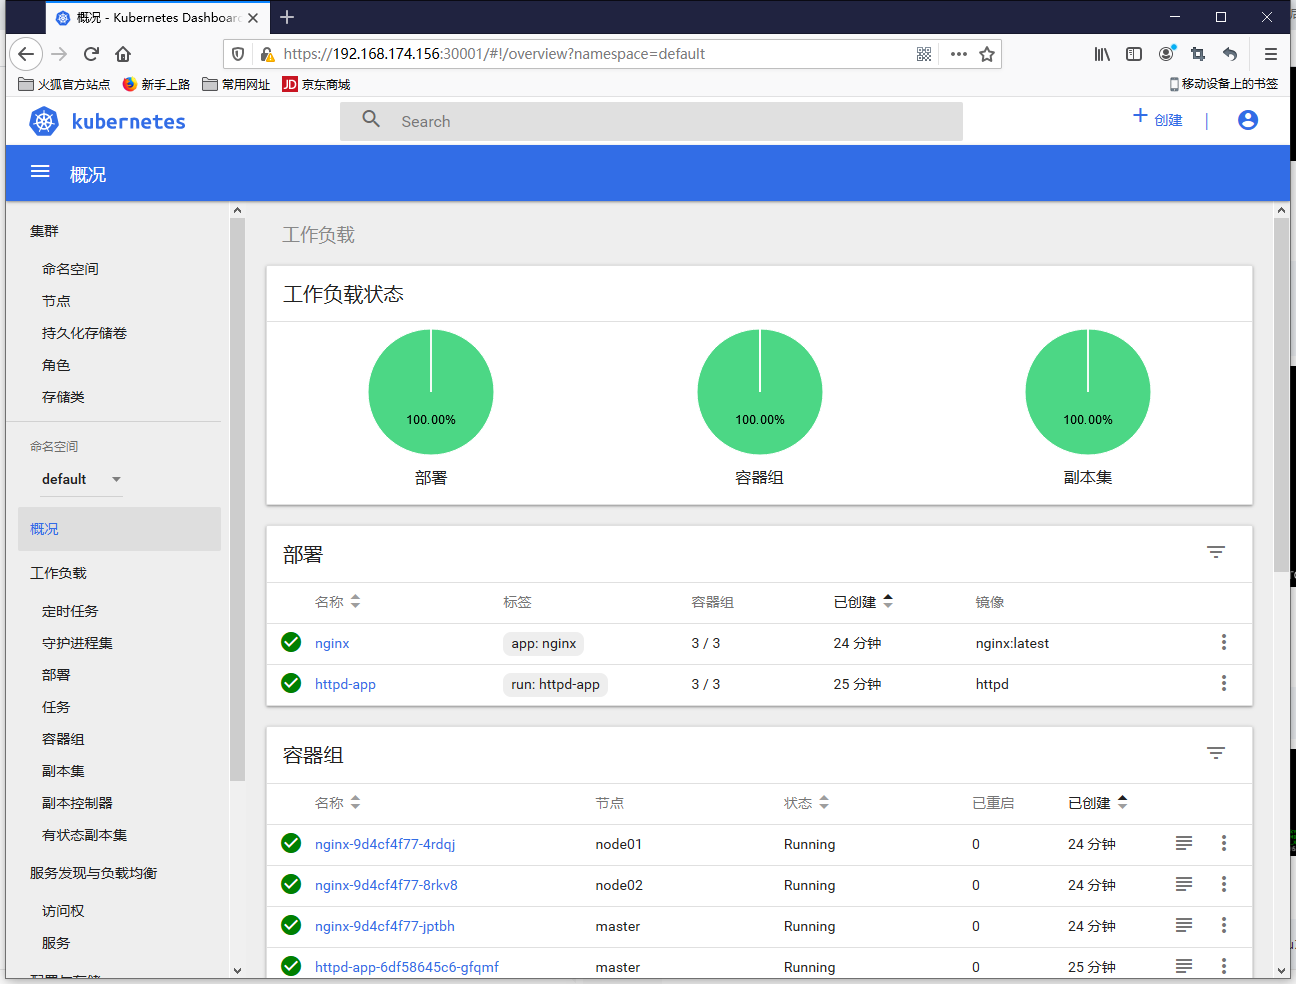 概况 - Kubernetes Dashboard
https://192.168.174.156:30001/#!/overview?namespace=default
火狐官方站点 新手上路 常用网址 JD 京东商城 移动设备上的书签
kubernetes Search 创建
概况
集群
命名空间
节点
持久化存储卷
角色
存储类
命名空间
default
概况
工作负载
定时任务
守护进程集
部署
任务
容器组
副本集
副本控制器
有状态副本集
服务发现与负载均衡
访问权
服务
工作负载
工作负载状态
100.00% 100.00% 100.00%
部署 容器组 副本集
部署
名称 标签 容器组 已创建 镜像
nginx app: nginx 3 / 3 24 分钟 nginx:latest
httpd-app run: httpd-app 3 / 3 25 分钟 httpd
容器组
名称 节点 状态 已重启 已创建
nginx-9d4cf4f77-4rdqj node01 Running 0 24 分钟
nginx-9d4cf4f77-8rkv8 node02 Running 0 24 分钟
nginx-9d4cf4f77-jptbh master Running 0 24 分钟
httpd-app-6df58645c6-gfqmf master Running 0 25 分钟